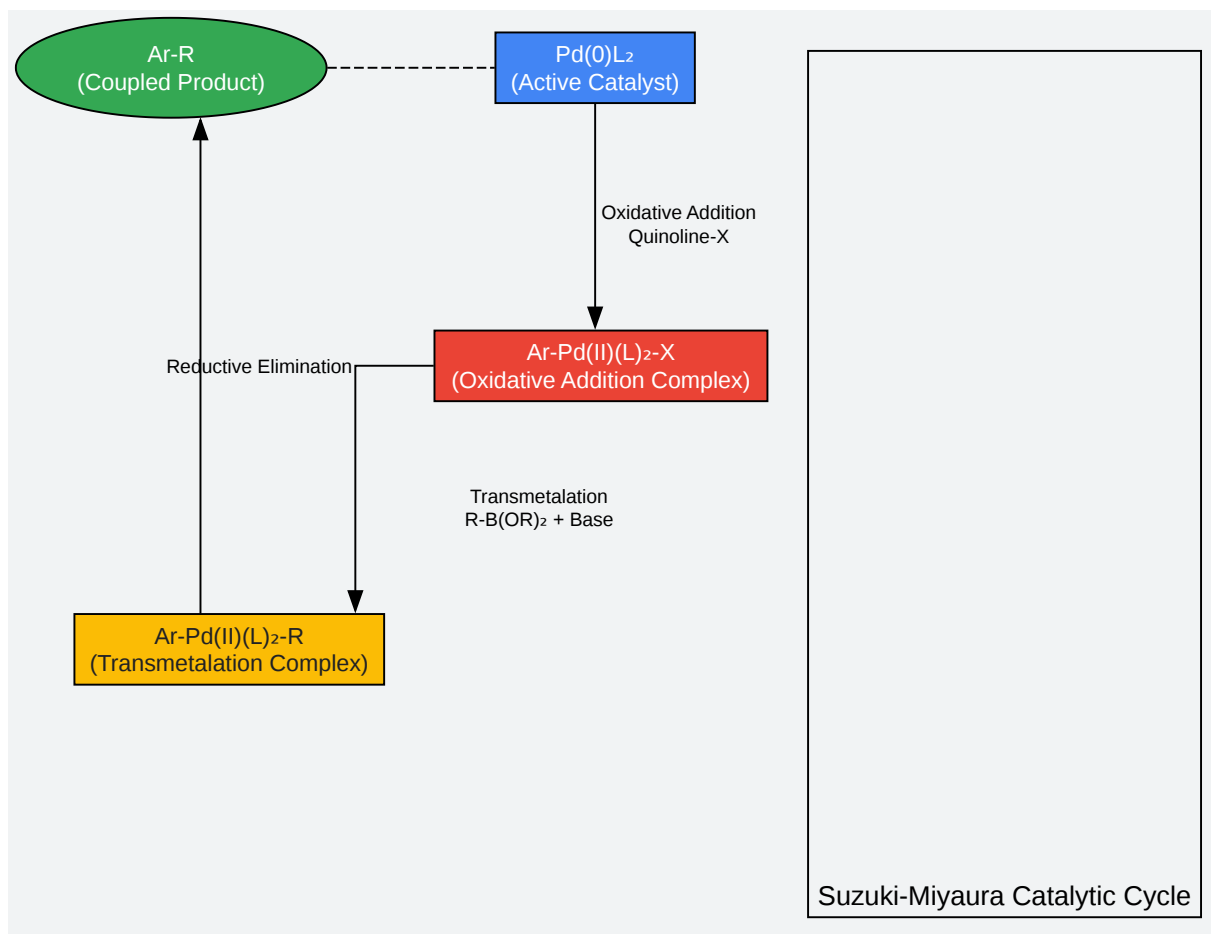 Ar-R
(Coupled Product)
Pd(0)L₂
(Active Catalyst)
Oxidative Addition
Quinoline-X
Ar-Pd(II)(L)₂-X
(Oxidative Addition Complex)
Reductive Elimination
Transmetalation
R-B(OR)₂ + Base
Ar-Pd(II)(L)₂-R
(Transmetalation Complex)
Suzuki-Miyaura Catalytic Cycle